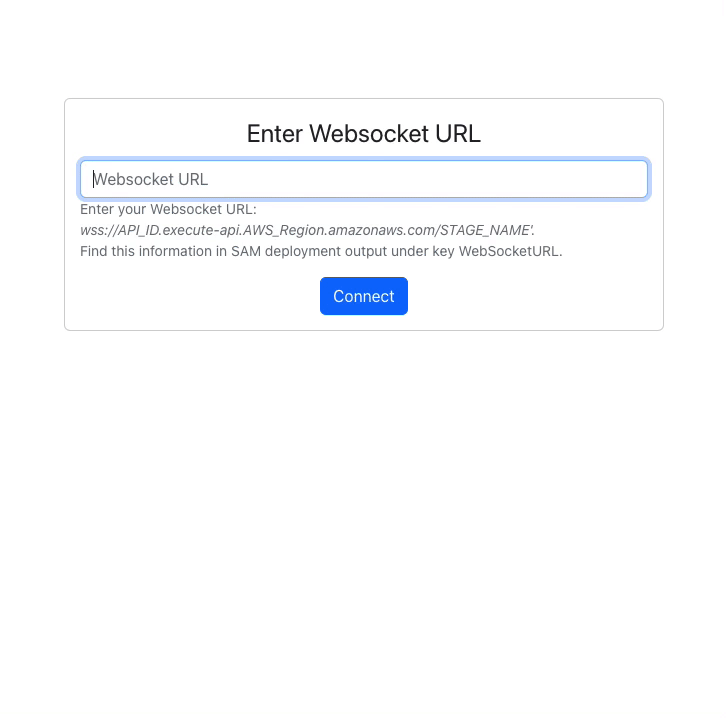 Enter Websocket URL
Websocket URL
Enter your Websocket URL:
wss://API_ID.execute-api.AWS_Region.amazonaws.com/STAGE_NAME'.
Find this information in SAM deployment output under key WebSocketURL.
Connect